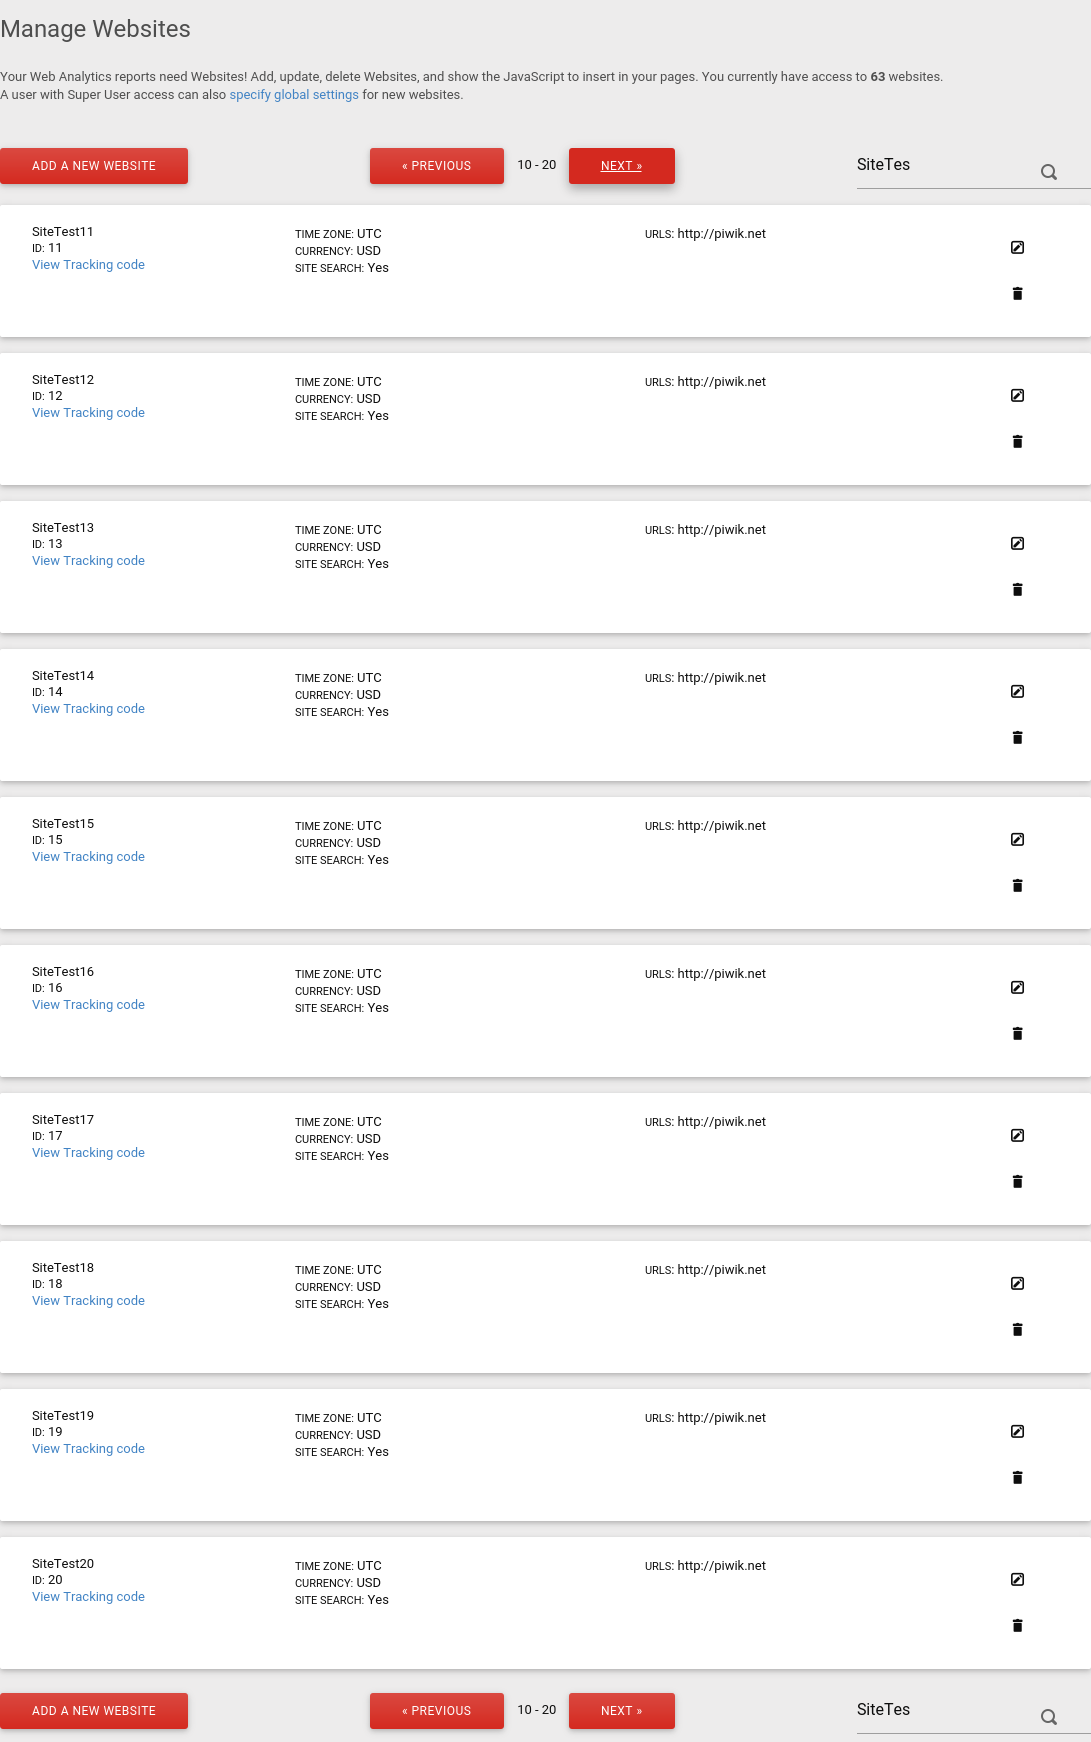 Manage Websites
Your Web Analytics reports need Websites! Add, update, delete Websites, and show the JavaScript to insert in your pages. You currently have access to 63 websites.
A user with Super User access can also specify global settings for new websites.
ADD A NEW WEBSITE
« PREVIOUS
10 - 20
NEXT »
SiteTes
SiteTest11
ID: 11
View Tracking code
TIME ZONE: UTC
CURRENCY: USD
SITE SEARCH: Yes
URLS: http://piwik.net
SiteTest12
ID: 12
View Tracking code
TIME ZONE: UTC
CURRENCY: USD
SITE SEARCH: Yes
URLS: http://piwik.net
SiteTest13
ID: 13
View Tracking code
TIME ZONE: UTC
CURRENCY: USD
SITE SEARCH: Yes
URLS: http://piwik.net
SiteTest14
ID: 14
View Tracking code
TIME ZONE: UTC
CURRENCY: USD
SITE SEARCH: Yes
URLS: http://piwik.net
SiteTest15
ID: 15
View Tracking code
TIME ZONE: UTC
CURRENCY: USD
SITE SEARCH: Yes
URLS: http://piwik.net
SiteTest16
ID: 16
View Tracking code
TIME ZONE: UTC
CURRENCY: USD
SITE SEARCH: Yes
URLS: http://piwik.net
SiteTest17
ID: 17
View Tracking code
TIME ZONE: UTC
CURRENCY: USD
SITE SEARCH: Yes
URLS: http://piwik.net
SiteTest18
ID: 18
View Tracking code
TIME ZONE: UTC
CURRENCY: USD
SITE SEARCH: Yes
URLS: http://piwik.net
SiteTest19
ID: 19
View Tracking code
TIME ZONE: UTC
CURRENCY: USD
SITE SEARCH: Yes
URLS: http://piwik.net
SiteTest20
ID: 20
View Tracking code
TIME ZONE: UTC
CURRENCY: USD
SITE SEARCH: Yes
URLS: http://piwik.net
ADD A NEW WEBSITE
« PREVIOUS
10 - 20
NEXT »
SiteTes